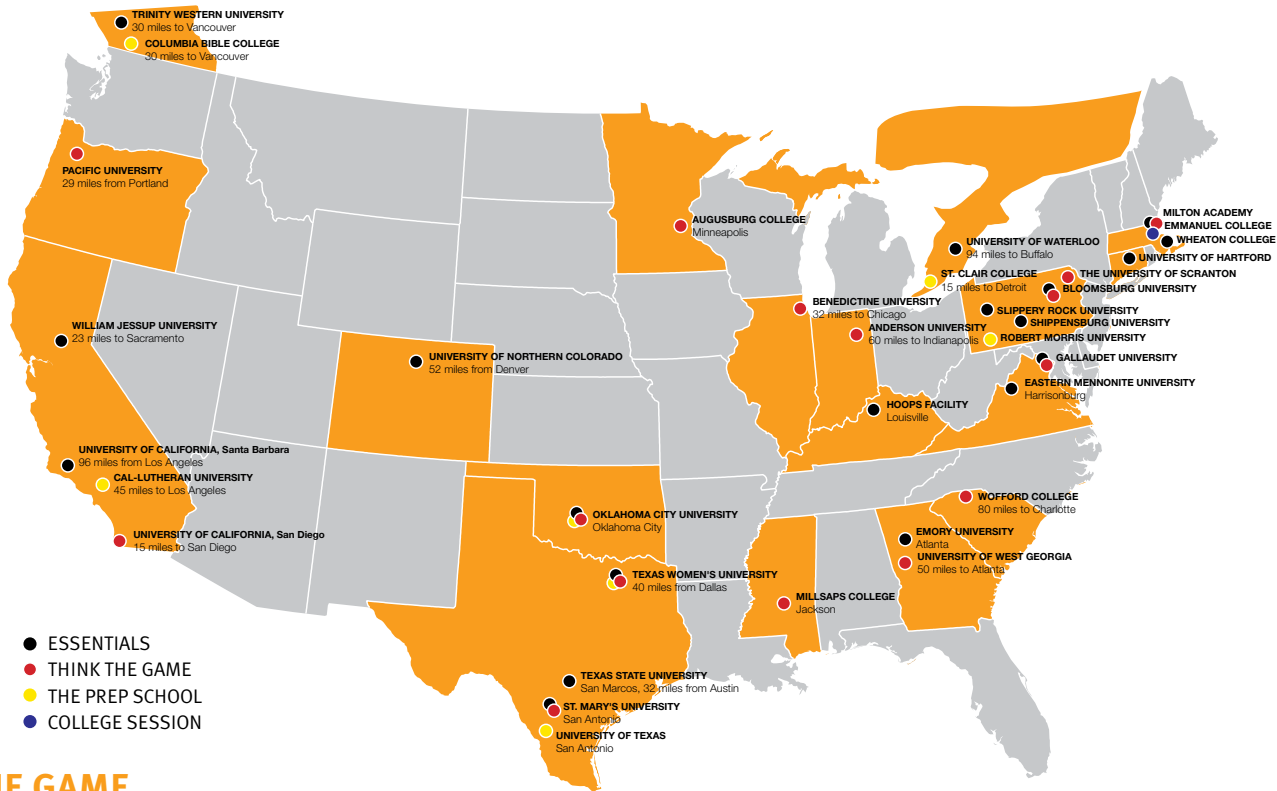 TRINITY WESTERN UNIVERSITY
30 miles to Vancouver
COLUMBIA BIBLE COLLEGE
30 miles to Vancouver
PACIFIC UNIVERSITY
29 miles from Portland
AUGUSBURG COLLEGE
Minneapolis
MILTON ACADEMY
EMMANUEL COLLEGE
WHEATON COLLEGE
UNIVERSITY OF HARTFORD
UNIVERSITY OF WATERLOO
94 miles to Buffalo
ST. CLAIR COLLEGE
15 miles to Detroit
THE UNIVERSITY OF SCRANTON
BLOOMSBURG UNIVERSITY
SLIPPERY ROCK UNIVERSITY
SHIPPENSBURG UNIVERSITY
ROBERT MORRIS UNIVERSITY
GALLAUDET UNIVERSITY
EASTERN MENNONITE UNIVERSITY
Harrisonburg
BENEDICTINE UNIVERSITY
32 miles to Chicago
ANDERSON UNIVERSITY
60 miles to Indianapolis
HOOPS FACILITY
Louisville
WILLIAM JESSUP UNIVERSITY
23 miles to Sacramento
UNIVERSITY OF NORTHERN COLORADO
52 miles from Denver
UNIVERSITY OF CALIFORNIA, Santa Barbara
96 miles from Los Angeles
CAL-LUTHERAN UNIVERSITY
45 miles to Los Angeles
UNIVERSITY OF CALIFORNIA, San Diego
15 miles to San Diego
OKLAHOMA CITY UNIVERSITY
Oklahoma City
TEXAS WOMEN'S UNIVERSITY
40 miles from Dallas
WOFFORD COLLEGE
80 miles to Charlotte
EMORY UNIVERSITY
Atlanta
UNIVERSITY OF WEST GEORGIA
50 miles to Atlanta
MILLSAPS COLLEGE
Jackson
TEXAS STATE UNIVERSITY
San Marcos, 32 miles from Austin
ST. MARY'S UNIVERSITY
San Antonio
UNIVERSITY OF TEXAS
San Antonio
ESSENTIALS
THINK THE GAME
THE PREP SCHOOL
COLLEGE SESSION
GAME